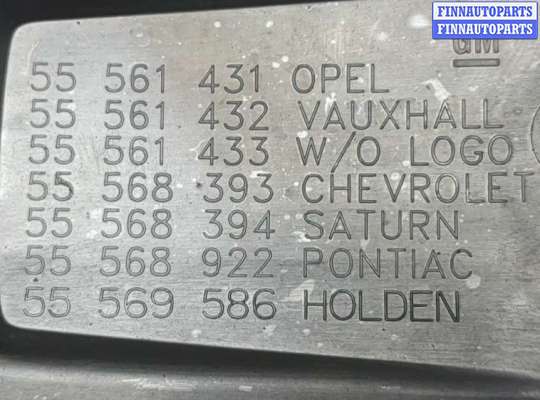 FINNAUTOPARTS
FINNAUTOPARTS
GM
55 561 431 OPEL
55 561 432 VAUXHALL
55 561 433 W/O LOGO
55 568 393 CHEVROLET
55 568 394 SATURN
55 568 922 PONTIAC
55 569 586 HOLDEN